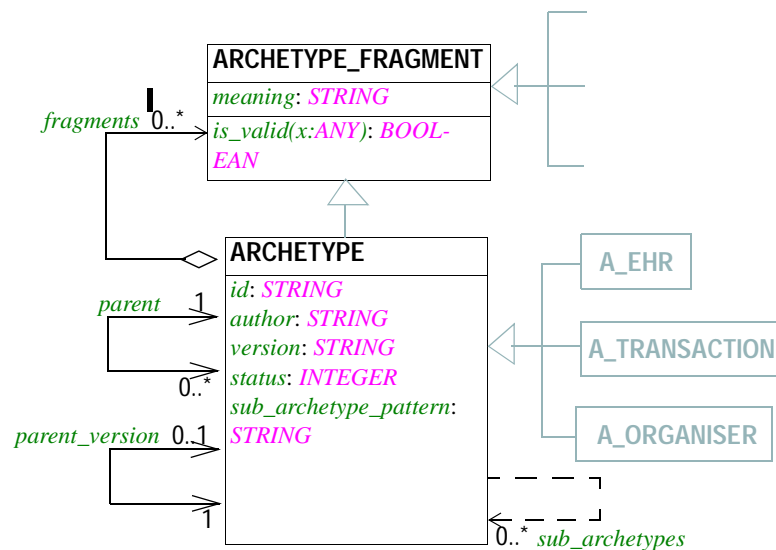 ARCHETYPE_FRAGMENT
meaning: STRING
fragments 0..*
is_valid(x:ANY): BOOL-
EAN
ARCHETYPE
id: STRING
author: STRING
version: STRING
status: INTEGER
sub_archetype_pattern:
STRING
parent 1
0..*
parent_version 0..1
1
0..* sub_archetypes
A_EHR
A_TRANSACTION
A_ORGANISER